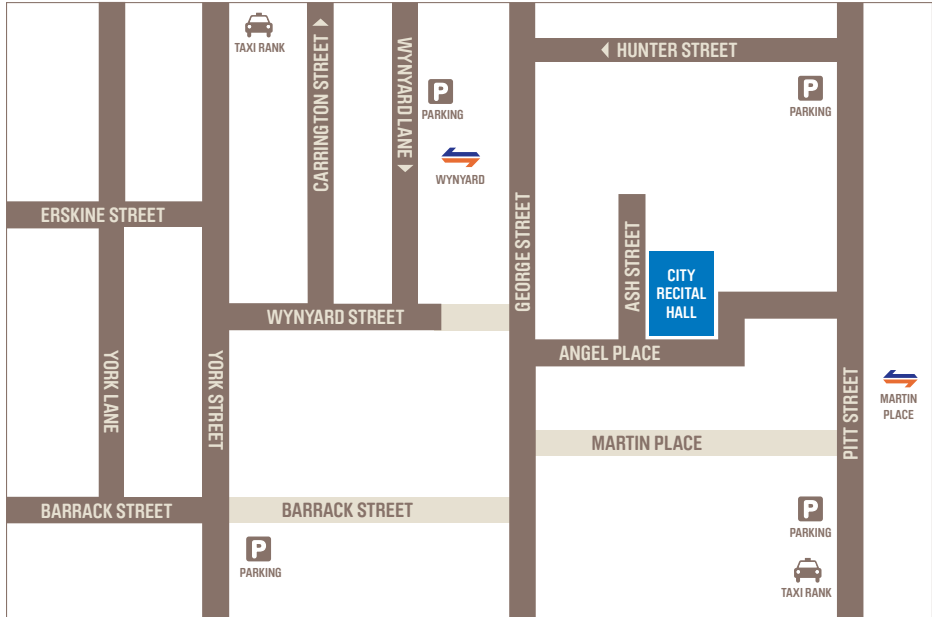 TAXI RANK
CARRINGTON STREET
WYNYARD LANE
P
PARKING
WYNYARD
HUNTER STREET
P
PARKING
ERSKINE STREET
GEORGE STREET
ASH STREET
CITY
RECITAL
HALL
WYNYARD STREET
ANGEL PLACE
YORK LANE
YORK STREET
PITT STREET
MARTIN
PLACE
MARTIN PLACE
BARRACK STREET
BARRACK STREET
P
PARKING
P
PARKING
TAXI RANK